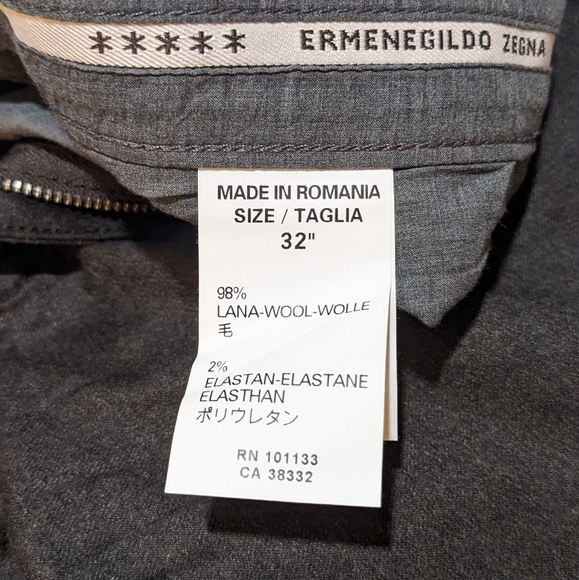 ***** ERMENEGILDO ZEGNA
MADE IN ROMANIA
SIZE / TAGLIA
32"
98%
LANA-WOOL-WOLLE
毛
2%
ELASTAN-ELASTANE
ELASTHAN
ポリウレタン
RN 101133
CA 38332